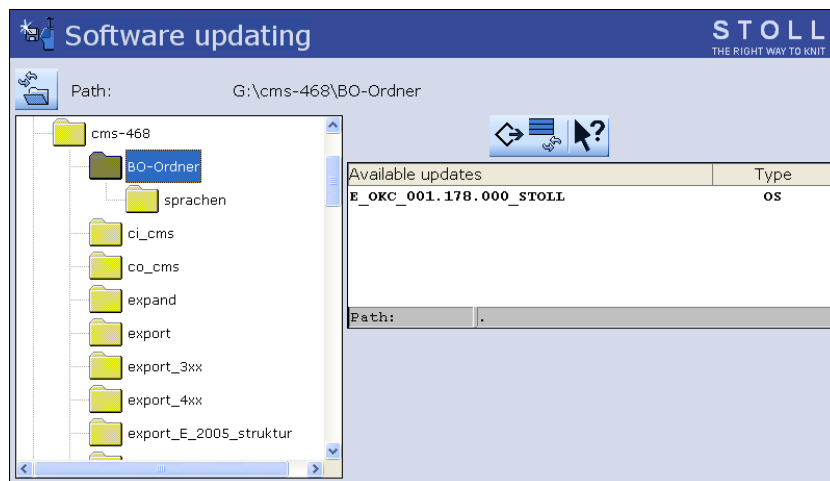 Software updating
STOLL
THE RIGHT WAY TO KNIT
Path: G:\cms-468\BO-Ordner
cms-468
BO-Ordner
sprachen
ci_cms
co_cms
expand
export
export_3xx
export_4xx
export_E_2005_struktur
Available updates Type
E_OKC_001.178.000_STOLL OS
Path: .